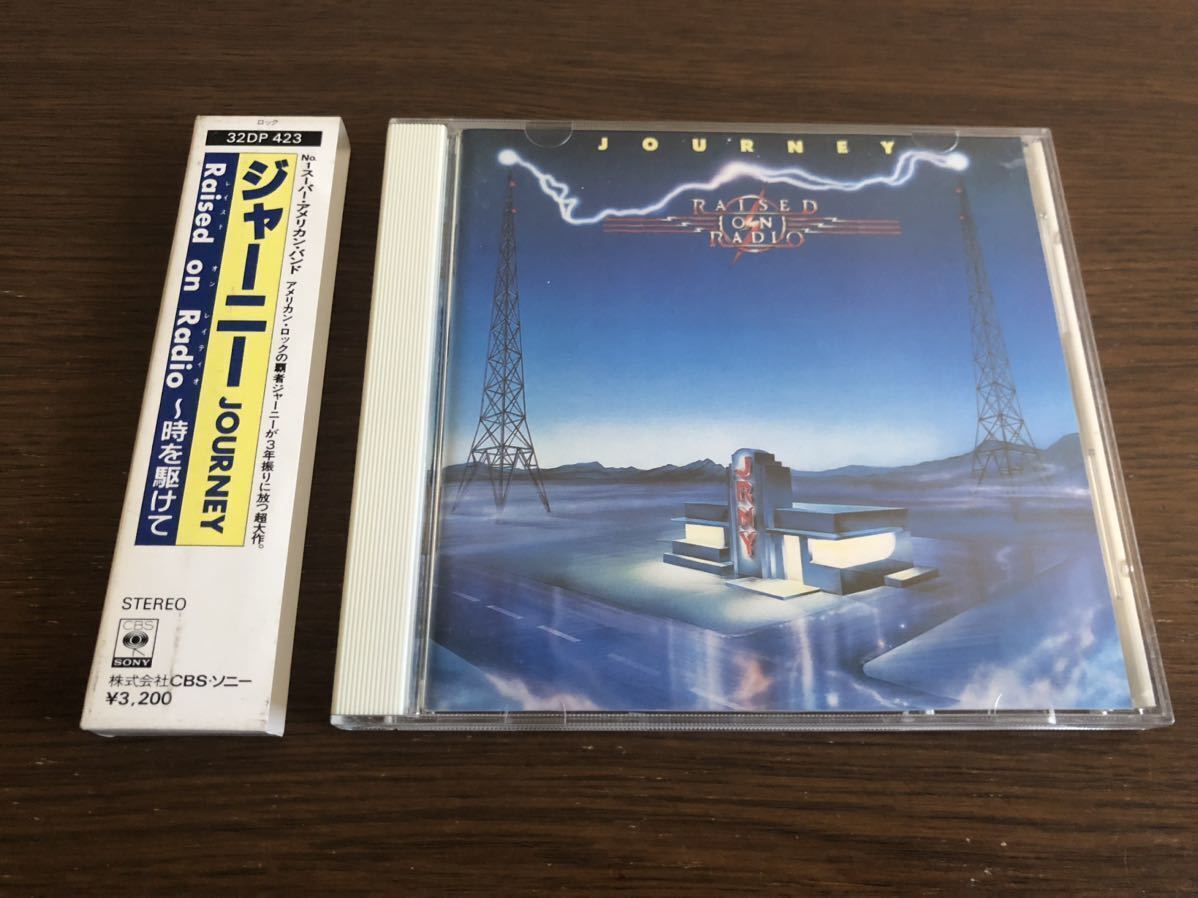 ロック
32DP 423
No.1スーパー・アメリカン・バンド アメリカン・ロックの覇者ジャーニーが3年振りに放つ超大作。
ジャーニー JOURNEY
レイズド オン レイディオ
Raised on Radio 〜時を駆けて
STEREO
CBS
SONY
株式会社CBS・ソニー
¥3,200
JOURNEY
RAISED
ON
RADIO
JRNY